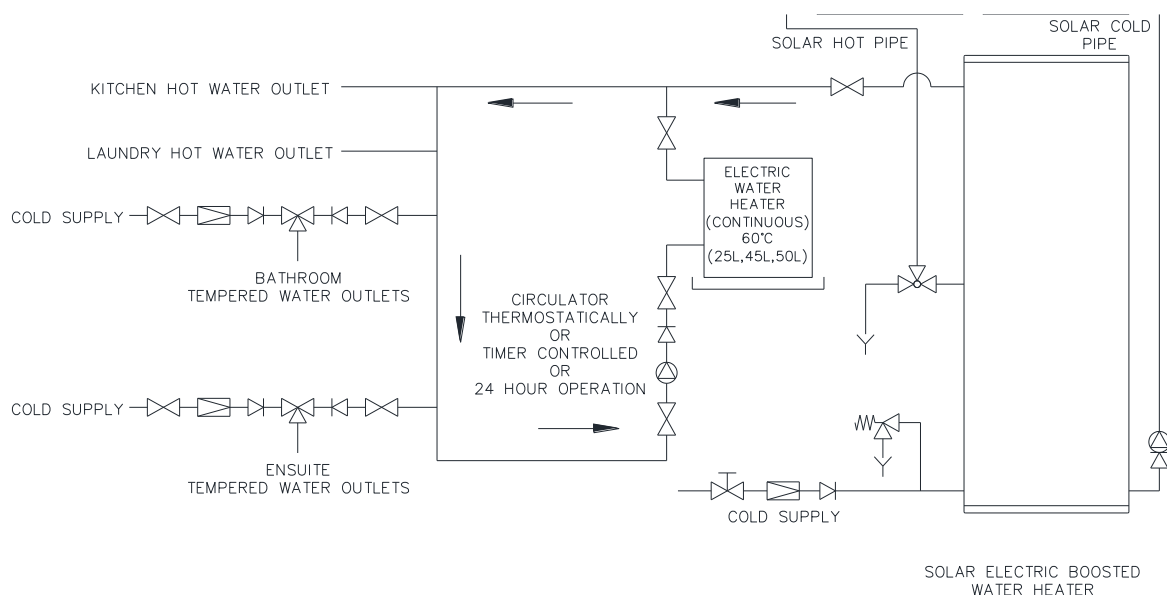 SOLAR HOT PIPE
SOLAR COLD
PIPE
KITCHEN HOT WATER OUTLET
LAUNDRY HOT WATER OUTLET
ELECTRIC
WATER
HEATER
(CONTINUOUS)
60°C
(25L,45L,50L)
COLD SUPPLY
BATHROOM
TEMPERED WATER OUTLETS
CIRCULATOR
THERMOSTATICALLY
OR
TIMER CONTROLLED
OR
24 HOUR OPERATION
COLD SUPPLY
ENSUITE
TEMPERED WATER OUTLETS
COLD SUPPLY
SOLAR ELECTRIC BOOSTED
WATER HEATER